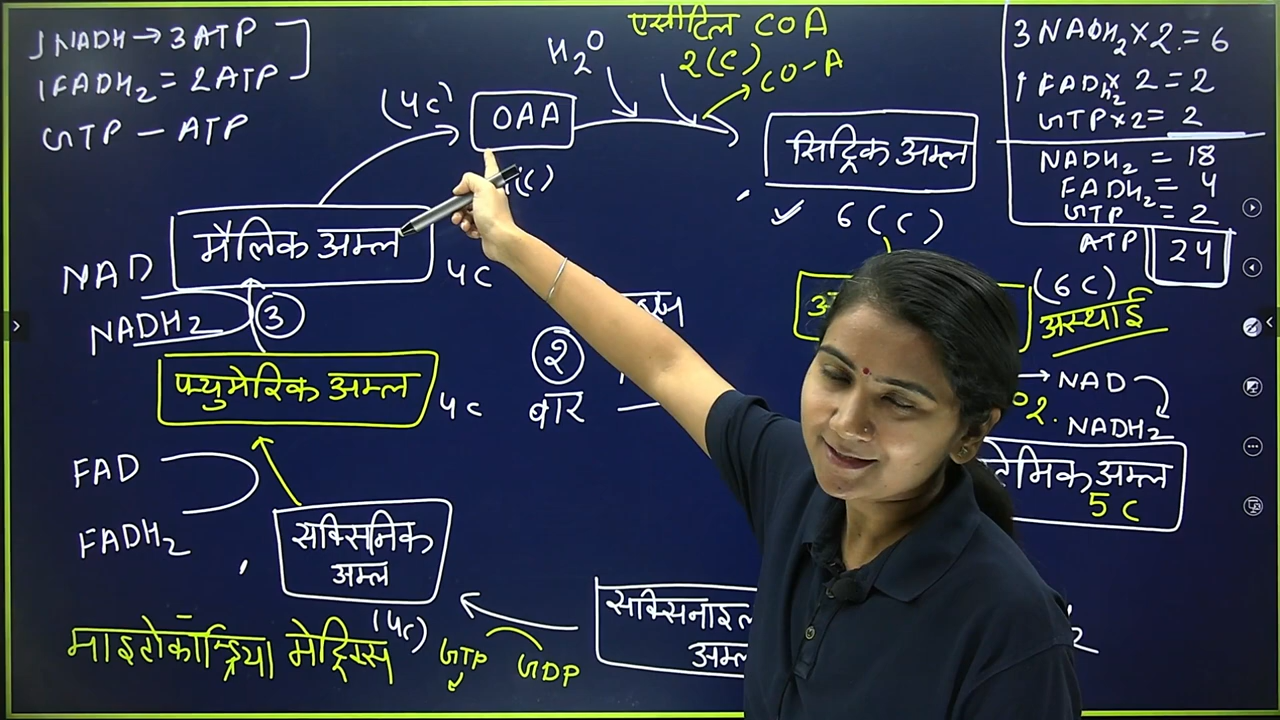 1 NADH → 3 ATP
1 FADH₂ = 2 ATP
GTP – ATP
एसीटिल COA
2(C)
CO-A
H₂O
(4C)
OAA
सिट्रिक अम्ल
6(C)
3 NADH₂ × 2 = 6
1 FADH₂ × 2 = 2
GTP × 2 = 2
NADH₂ = 18
FADH₂ = 4
GTP = 2
ATP 24
मैलिक अम्ल
4C
NAD
NADH2
3
(6C)
अस्थाई
फ्युमेरिक अम्ल
4C
2
बार
→ NAD
NADH₂
अम्ल
5C
FAD
FADH₂
सक्सिनिक
अम्ल
(4C)
माइटोकॉन्ड्रिया मेट्रिक्स
GTP
GDP